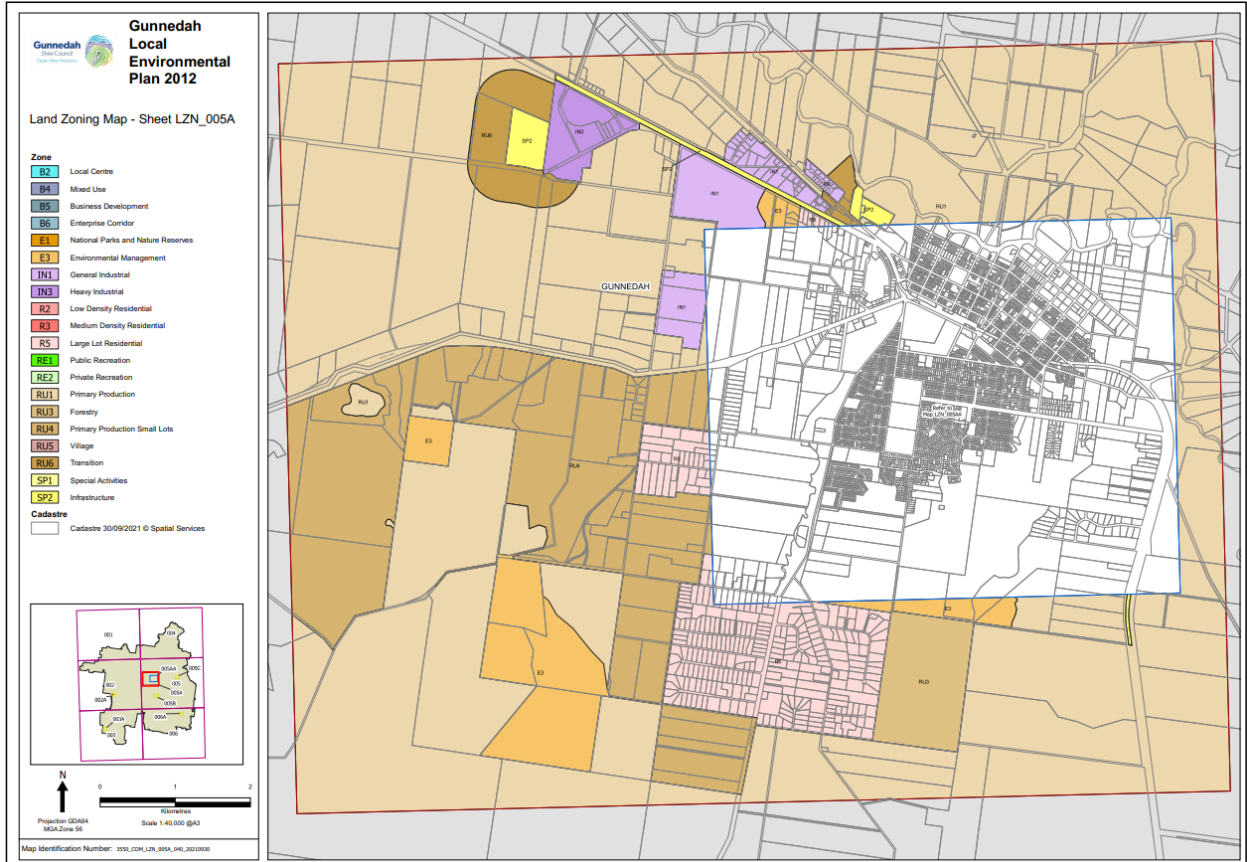 Gunnedah
Shire Council
Open New Horizons
Gunnedah
Local
Environmental
Plan 2012
Land Zoning Map - Sheet LZN_005A
Zone
B2 Local Centre
B4 Mixed Use
B5 Business Development
B6 Enterprise Corridor
E1 National Parks and Nature Reserves
E3 Environmental Management
IN1 General Industrial
IN3 Heavy Industrial
R2 Low Density Residential
R3 Medium Density Residential
R5 Large Lot Residential
RE1 Public Recreation
RE2 Private Recreation
RU1 Primary Production
RU3 Forestry
RU4 Primary Production Small Lots
RU5 Village
RU6 Transition
SP1 Special Activities
SP2 Infrastructure
Cadastre
Cadastre 30/09/2021 © Spatial Services
001
004
005AA
005C
002
005
002A
005A
005B
003A
006A
003
006
N
Projection GDA94
MGA Zone 56
0 1 2
Kilometres
Scale 1:40,000 @A3
Map Identification Number: 3550_COM_LZN_005A_040_20210930
RU6
SP2
IN3
SP2
IN1
IN1
E3
R5
SP2
RU1
GUNNEDAH
IN1
RU1
E3
RU4
R5
Refer to
Map LZN_005AA
E3
E3
R5
RU3